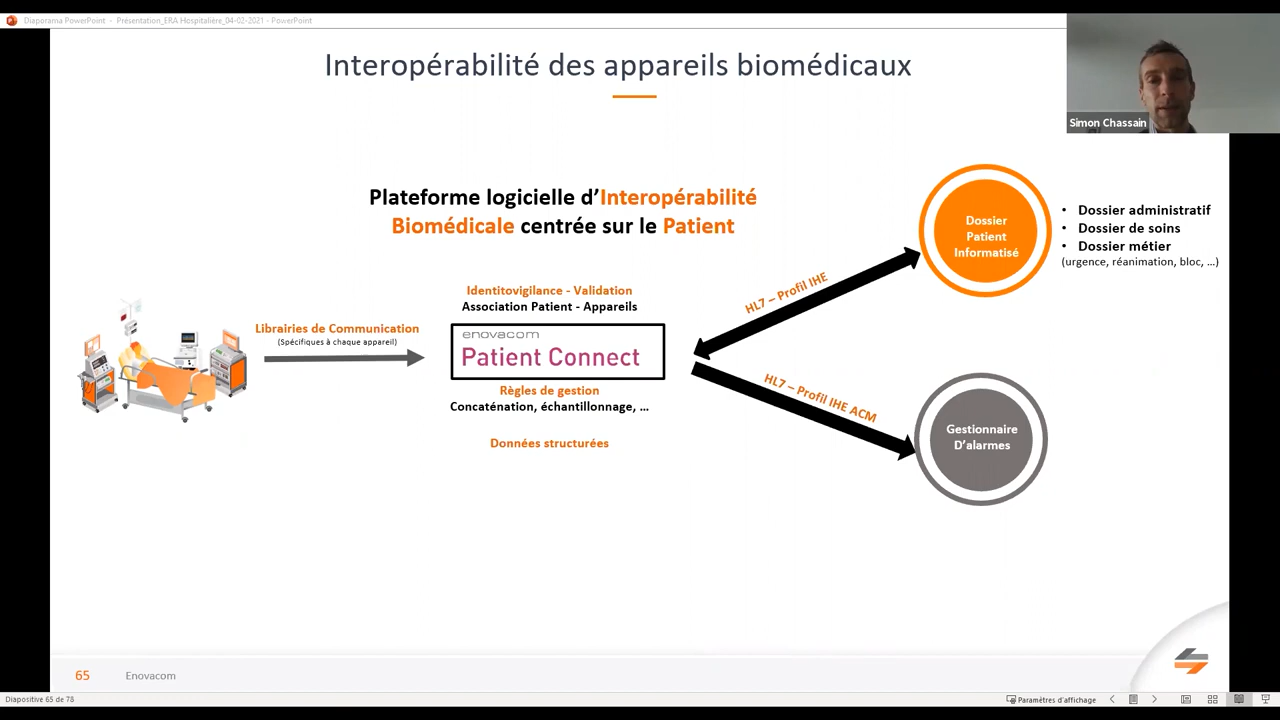 Diaporama PowerPoint - Présentation_ERA Hospitalière_04-02-2021 - PowerPoint
Interopérabilité des appareils biomédicaux
Simon Chassain
Plateforme logicielle d’Interopérabilité
Biomédicale centrée sur le Patient
Dossier
Patient
Informatisé
• Dossier administratif
• Dossier de soins
• Dossier métier
(urgence, réanimation, bloc, ...)
HL7 – Profil IHE
Identitovigilance - Validation
Association Patient - Appareils
Librairies de Communication
(Spécifiques à chaque appareil)
enovacom
Patient Connect
Règles de gestion
Concaténation, échantillonnage, ...
Données structurées
HL7 – Profil IHE ACM
Gestionnaire
D’alarmes
65 Enovacom
Diapositive 65 de 78
Paramètres d'affichage